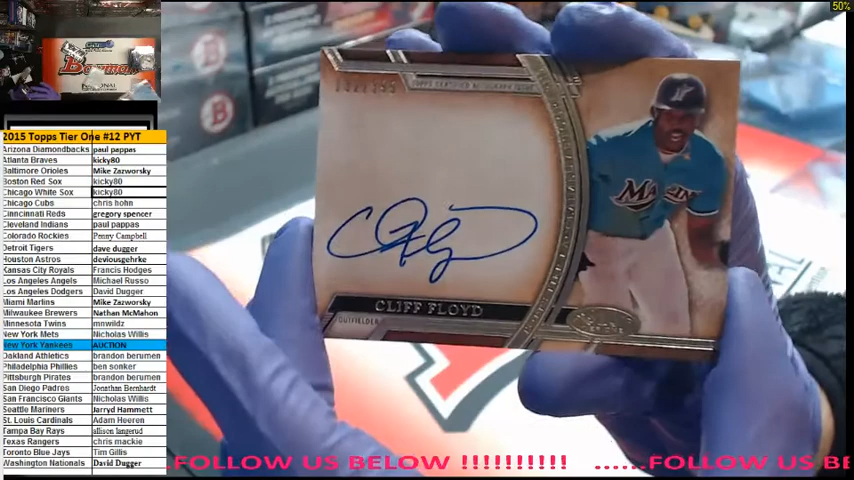 50%
Bowman
2015 Topps Tier One #12 PYT
Arizona Diamondbacks paul pappas
Atlanta Braves kicky80
Baltimore Orioles Mike Zazworsky
Boston Red Sox kicky80
Chicago White Sox kicky80
Chicago Cubs chris hohn
Cincinnati Reds gregory spencer
Cleveland Indians paul pappas
Colorado Rockies Penny Campbell
Detroit Tigers dave dugger
Houston Astros deviousgehrke
Kansas City Royals Francis Hodges
Los Angeles Angels Michael Russo
Los Angeles Dodgers David Dugger
Miami Marlins Mike Zazworsky
Milwaukee Brewers Nathan McMahon
Minnesota Twins mnwildz
New York Mets Nicholas Willis
New York Yankees AUCTION
Oakland Athletics brandon berumen
Philadelphia Phillies ben sonker
Pittsburgh Pirates brandon berumen
San Diego Padres Jonathan Bernhardt
San Francisco Giants Nicholas Willis
Seattle Mariners Jarryd Hammett
St. Louis Cardinals Adam Heeren
Tampa Bay Rays allison langerud
Texas Rangers chris mackie
Toronto Blue Jays Tim Gillis
Washington Nationals David Dugger
TOPPS CERTIFIED AUTOGRAPH ISSUE
CLIFF FLOYD
OUTFIELDER
..FOLLOW US BELOW !!!!!!!!!! ......FOLLOW US BE